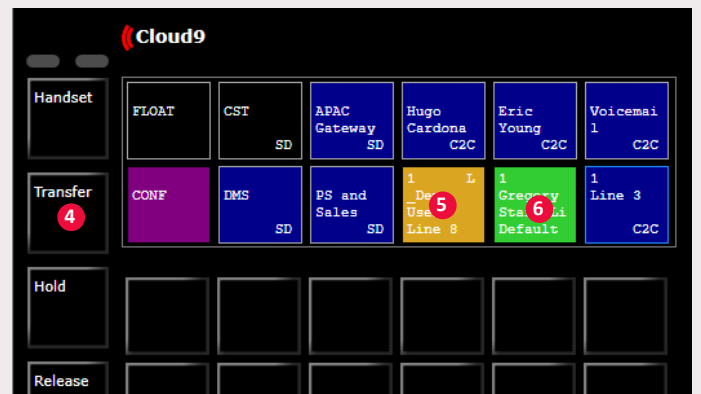 Cloud9
Handset
FLOAT
CST
SD
APAC
Gateway
SD
Hugo
Cardona
C2C
Eric
Young
C2C
Voicemai
l
C2C
Transfer
4
CONF
DMS
SD
PS and
Sales
SD
1 L
5
Line 8
1
6
Default
1
Line 3
C2C
Hold
Release